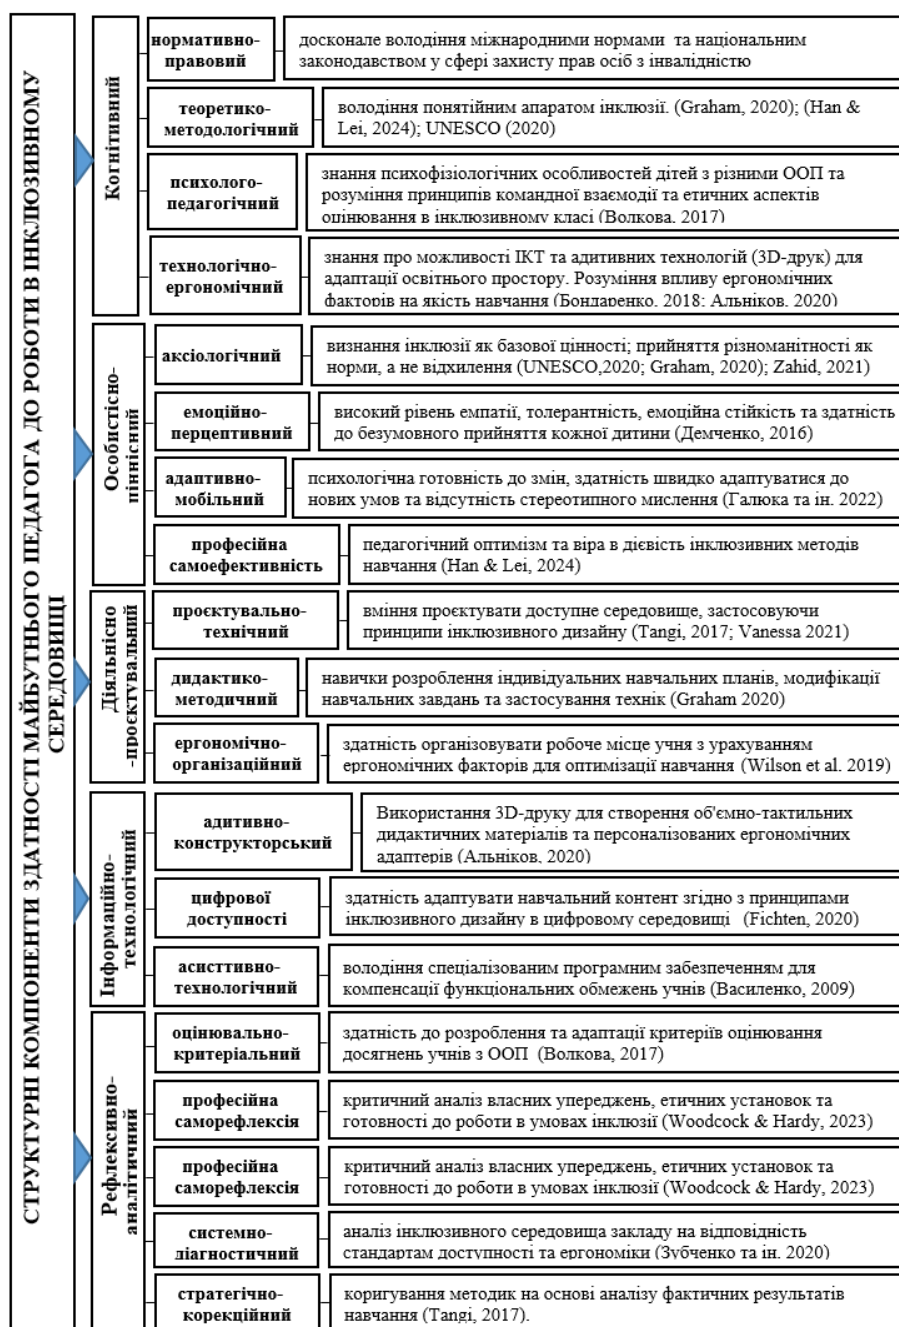 СТРУКТУРНІ КОМПОНЕНТИ ЗДАТНОСТІ МАЙБУТНЬОГО ПЕДАГОГА ДО РОБОТИ В ІНКЛЮЗИВНОМУ
СЕРЕДОВИЩІ
Когнітивний
нормативно-
правовий
досконале володіння міжнародними нормами та національним
законодавством у сфері захисту прав осіб з інвалідністю
теоретико-
методологічний
володіння понятійним апаратом інклюзії. (Graham, 2020); (Han &
Lei, 2024); UNESCO (2020)
психолого-
педагогічний
знання психофізіологічних особливостей дітей з різними ООП та
розуміння принципів командної взаємодії та етичних аспектів
оцінювання в інклюзивному класі (Волкова, 2017)
технологічно-
ергономічний
знання про можливості ІКТ та адитивних технологій (3D-друк) для
адаптації освітнього простору. Розуміння впливу ергономічних
факторів на якість навчання (Бондаренко, 2018; Альніков, 2020)
Особистісно-
ціннісний
аксіологічний
визнання інклюзії як базової цінності; прийняття різноманітності як
норми, а не відхилення (UNESCO,2020; Graham, 2020); Zahid, 2021)
емоційно-
перцептивний
високий рівень емпатії, толерантність, емоційна стійкість та здатність
до безумовного прийняття кожної дитини (Демченко, 2016)
адаптивно-
мобільний
психологічна готовність до змін, здатність швидко адаптуватися до
нових умов та відсутність стереотипного мислення (Галюка та ін. 2022)
професійна
самоефективність
педагогічний оптимізм та віра в дієвість інклюзивних методів
навчання (Han & Lei, 2024)
Діяльнісно
-проєктувальний
проєктувально-
технічний
вміння проєктувати доступне середовище, застосовуючи
принципи інклюзивного дизайну (Tangi, 2017; Vanessa 2021)
дидактико-
методичний
навички розроблення індивідуальних навчальних планів, модифікації
навчальних завдань та застосування технік (Graham 2020)
ергономічно-
організаційний
здатність організовувати робоче місце учня з урахуванням
ергономічних факторів для оптимізації навчання (Wilson et al. 2019)
Інформаційно-
технологічний
адитивно-
конструкторський
Використання 3D-друку для створення об'ємно-тактильних
дидактичних матеріалів та персоналізованих ергономічних
адаптерів (Альніков, 2020)
цифрової
доступності
здатність адаптувати навчальний контент згідно з принципами
інклюзивного дизайну в цифровому середовищі (Fichten, 2020)
асисттивно-
технологічний
володіння спеціалізованим програмним забезпеченням для
компенсації функціональних обмежень учнів (Василенко, 2009)
Рефлексивно-
аналітичний
оцінювально-
критеріальний
здатність до розроблення та адаптації критеріїв оцінювання
досягнень учнів з ООП (Волкова, 2017)
професійна
саморефлексія
критичний аналіз власних упереджень, етичних установок та
готовності до роботи в умовах інклюзії (Woodcock & Hardy, 2023)
професійна
саморефлексія
критичний аналіз власних упереджень, етичних установок та
готовності до роботи в умовах інклюзії (Woodcock & Hardy, 2023)
системно-
діагностичний
аналіз інклюзивного середовища закладу на відповідність
стандартам доступності та ергономіки (Зубченко та ін. 2020)
стратегічно-
корекційний
коригування методик на основі аналізу фактичних результатів
навчання (Tangi, 2017).